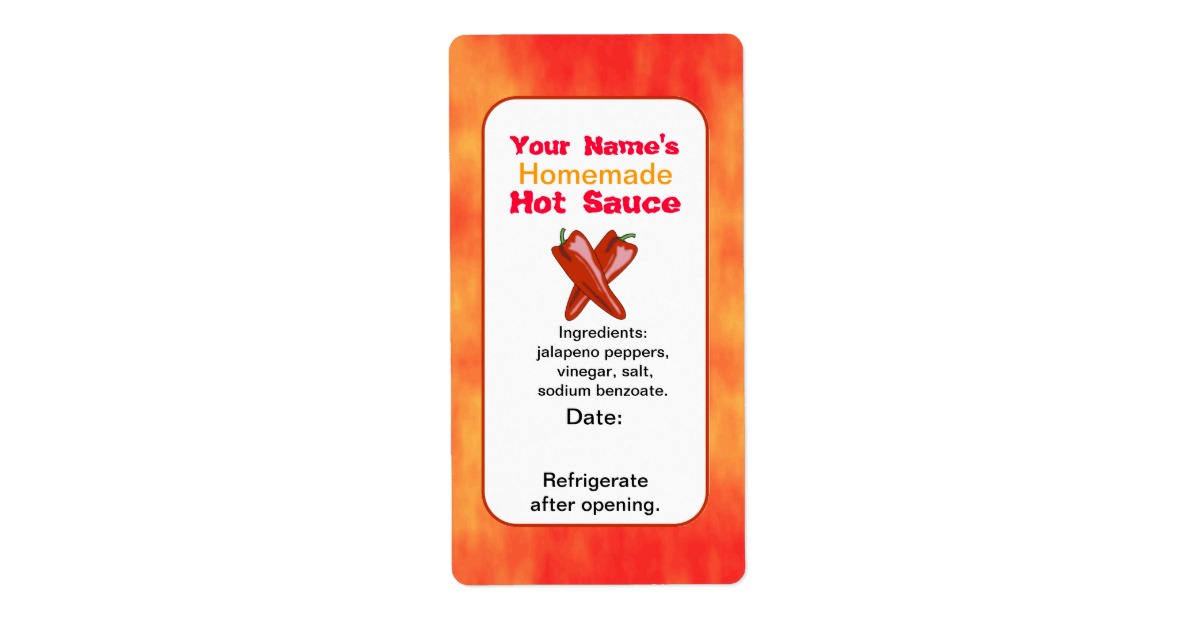 Your Name's
Homemade
Hot Sauce
Ingredients:
jalapeno peppers,
vinegar, salt,
sodium benzoate.
Date:
Refrigerate
after opening.